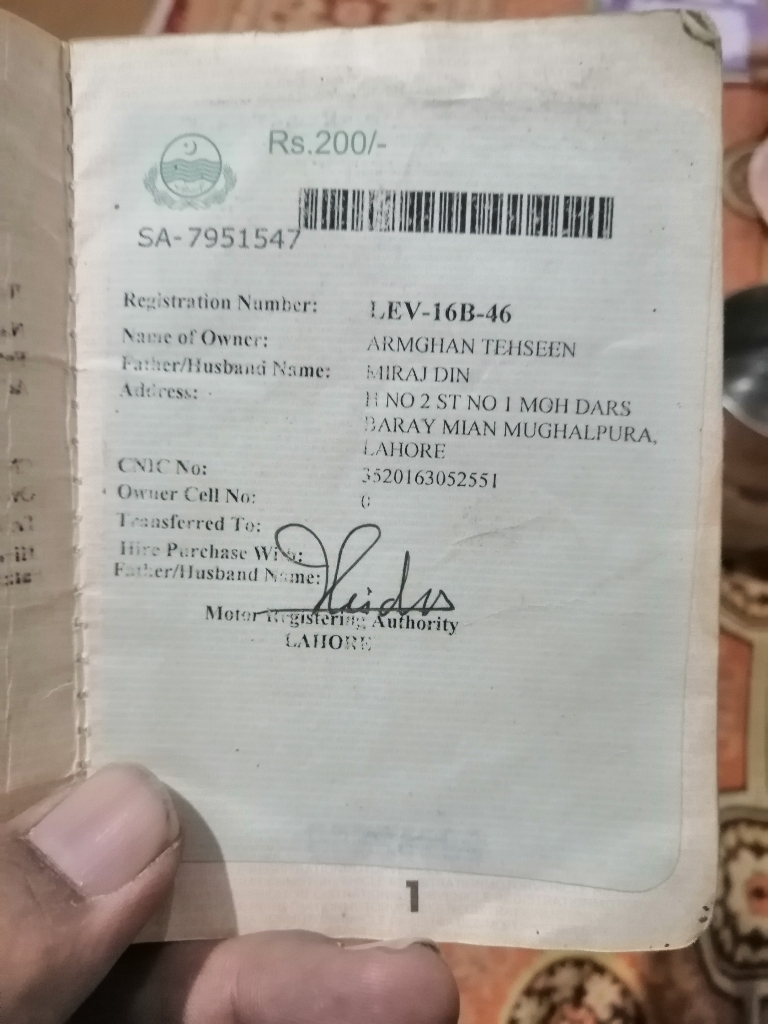 Rs.200/-
SA-7951547
Registration Number: LEV-16B-46
Name of Owner: ARMGHAN TEHSEEN
Father/Husband Name: MIRAJ DIN
Address: H NO 2 ST NO 1 MOH DARS
BARAY MIAN MUGHALPURA,
LAHORE
CNIC No: 3520163052551
Owner Cell No: 0
Transferred To:
Hire Purchase With:
Father/Husband Name:
Motor Registering Authority
LAHORE
1